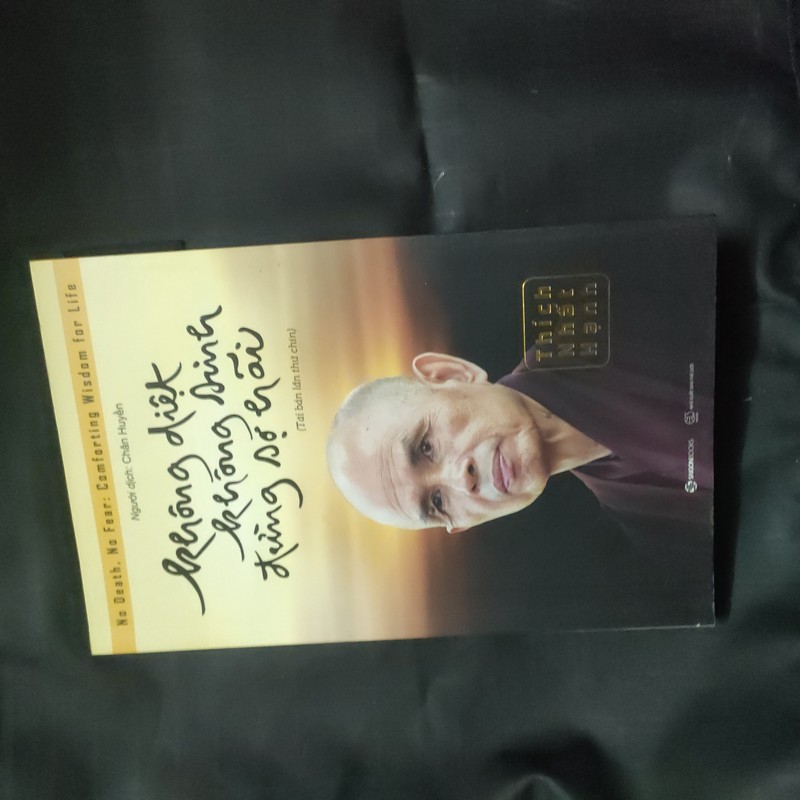 No Death, No Fear: Comforting Wisdom for Life
Người dịch: Chân Huyền
không diệt
không sinh
đừng sợ hãi
(Tái bản lần thứ chín)
Thích
Nhất
Hạnh
SAIGONBOOKS